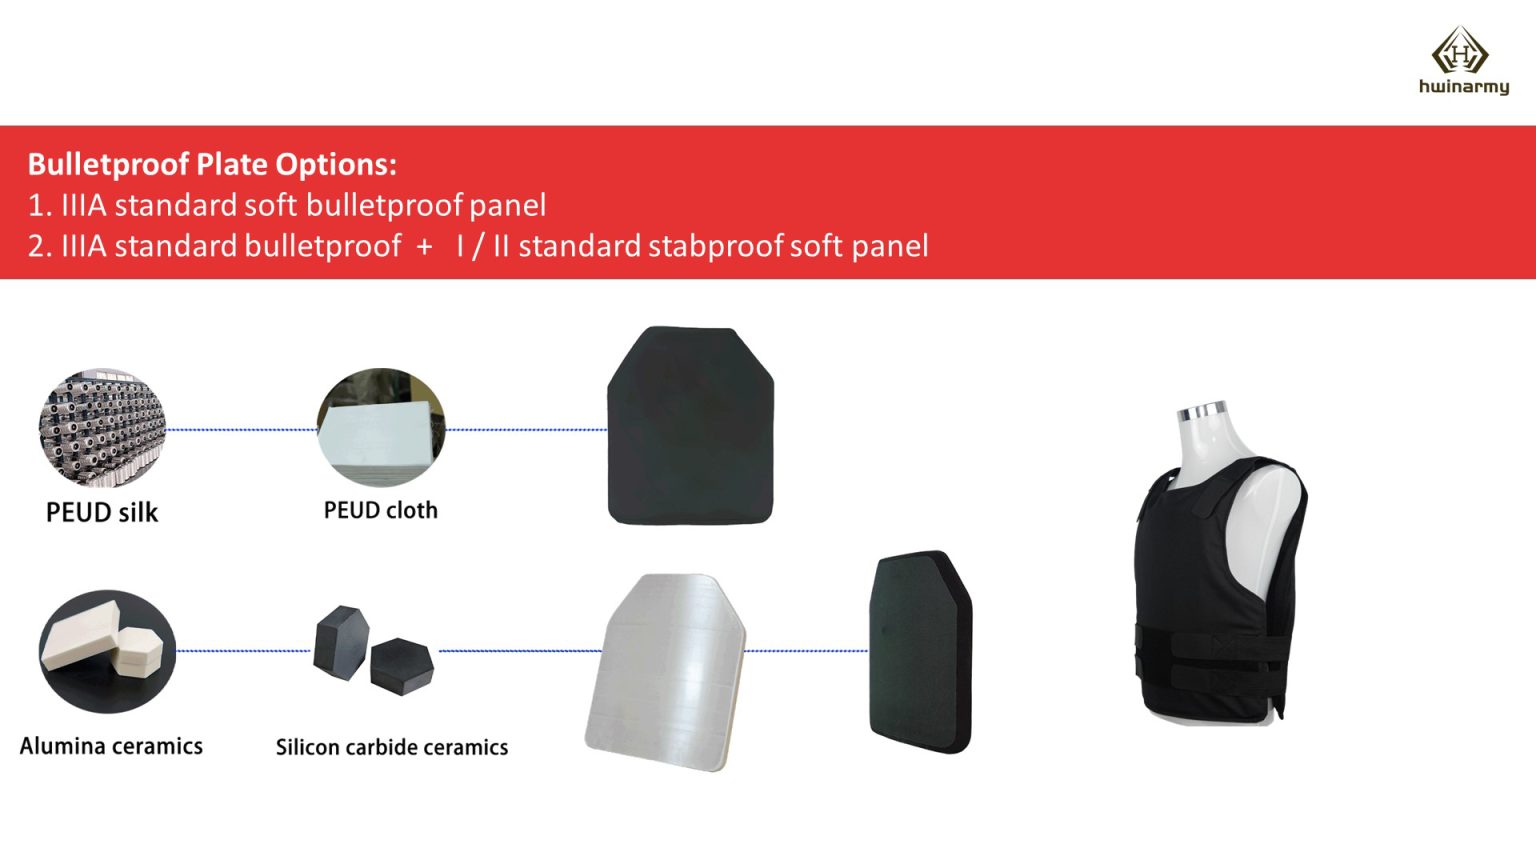 hwinarmy
Bulletproof Plate Options:
1. IIIA standard soft bulletproof panel
2. IIIA standard bulletproof + I / II standard stabproof soft panel
PEUD silk
PEUD cloth
Alumina ceramics
Silicon carbide ceramics